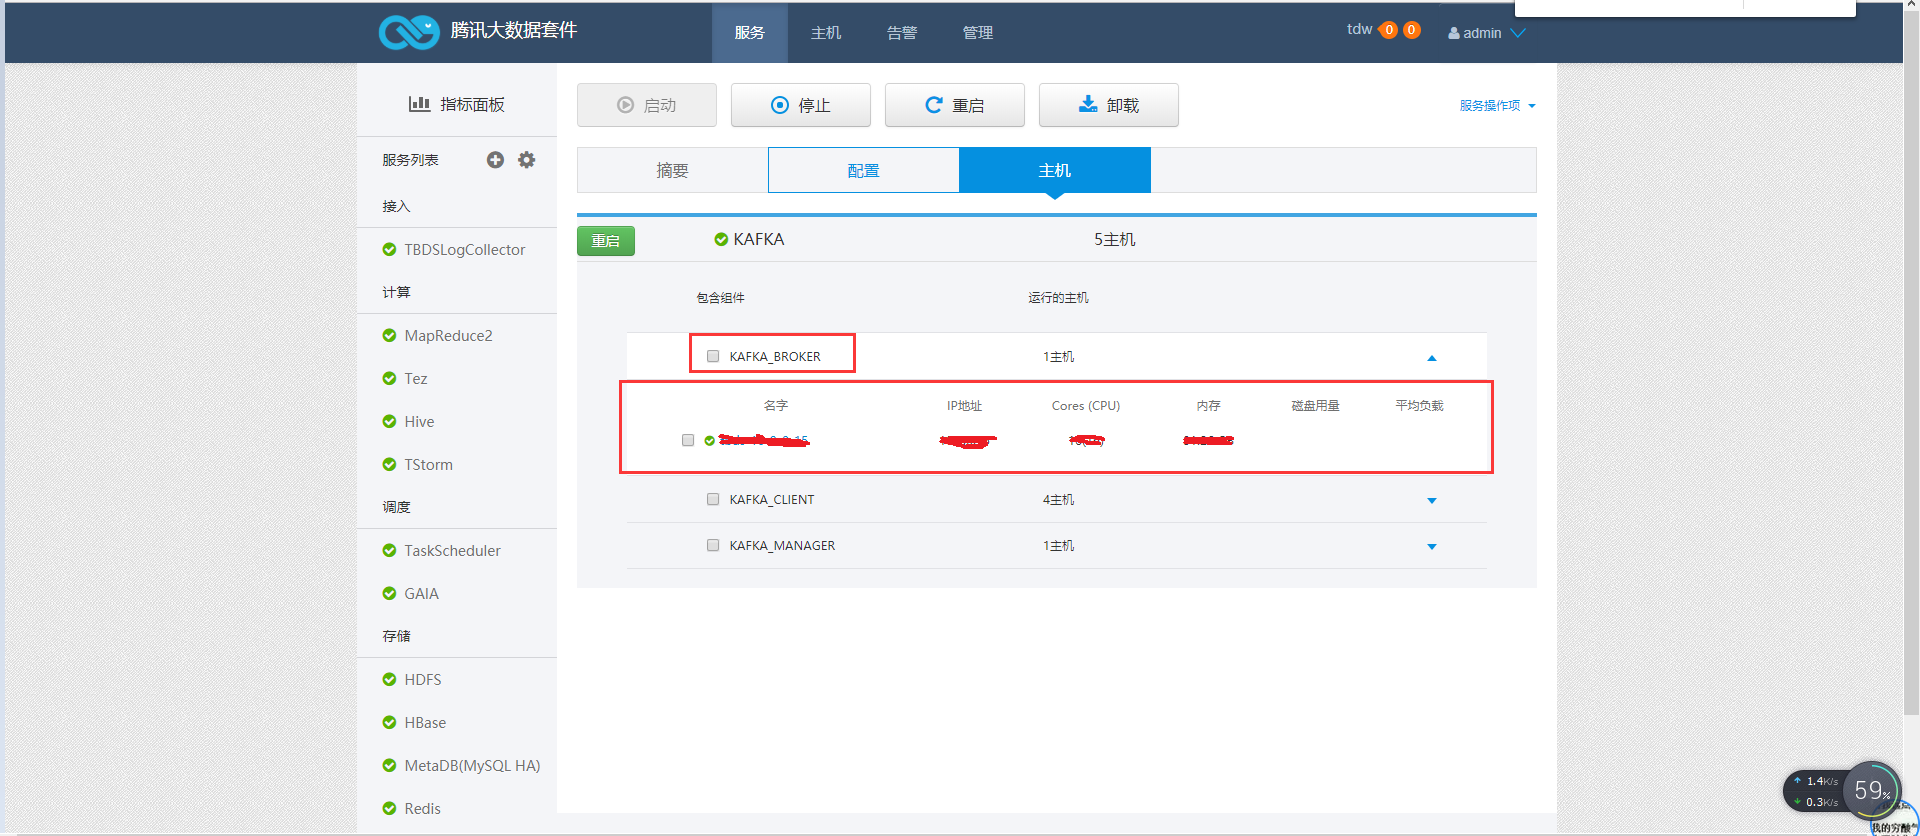 腾讯大数据套件
服务 主机 告警 管理
tdw 0 0 admin
指标面板
服务列表
接入
TBDSLogCollector
计算
MapReduce2
Tez
Hive
TStorm
调度
TaskScheduler
GAIA
存储
HDFS
HBase
MetaDB(MySQL HA)
Redis
启动 停止 重启 卸载
服务操作项
摘要 配置 主机
重启 KAFKA 5主机
包含组件 运行的主机
KAFKA_BROKER 1主机
名字 IP地址 Cores (CPU) 内存 磁盘用量 平均负载
KAFKA_CLIENT 4主机
KAFKA_MANAGER 1主机
1.4K/s
0.3K/s
59%